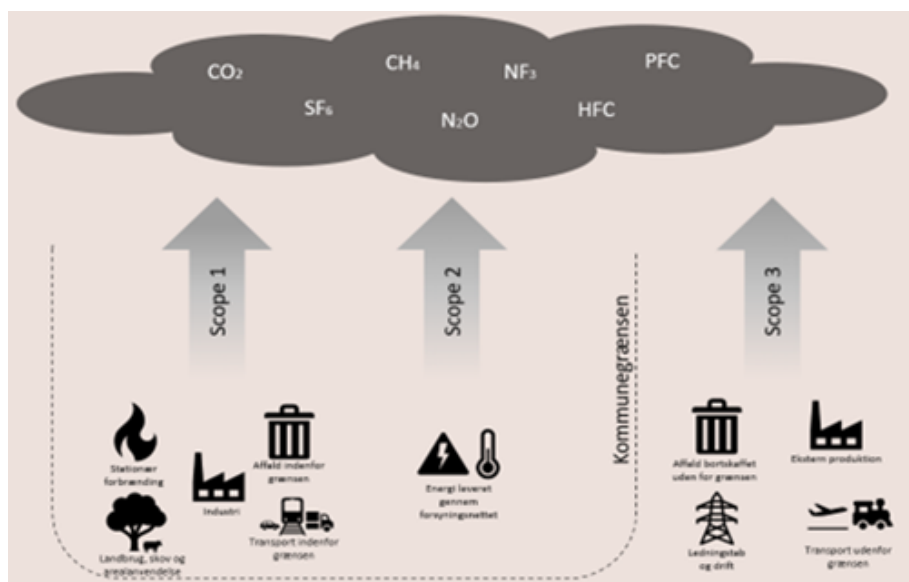 CO₂
CH₄
NF₃
PFC
SF₆
N₂O
HFC
Scope 1
Scope 2
Scope 3
Kommunegrænsen
Stationær
forbrænding
Industri
Affald indenfor
grænsen
Landbrug, skov og
arealanvendelse
Transport indenfor
grænsen
Energi leveret
gennem
forsyningsnettet
Affald bortskaffet
uden for grænsen
Ekstern produktion
Ledningstab
og drift
Transport udenfor
grænsen